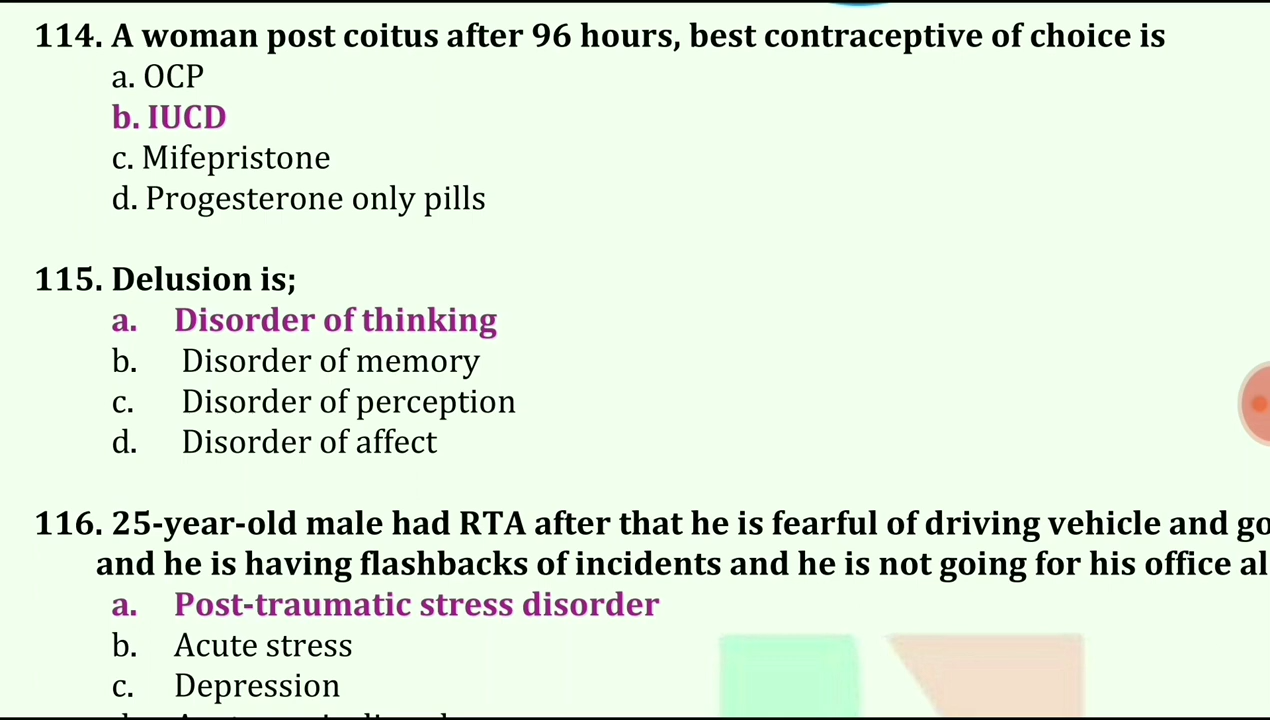 114. A woman post coitus after 96 hours, best contraceptive of choice is
a. OCP
b. IUCD
c. Mifepristone
d. Progesterone only pills
115. Delusion is;
a. Disorder of thinking
b. Disorder of memory
c. Disorder of perception
d. Disorder of affect
116. 25-year-old male had RTA after that he is fearful of driving vehicle and go
and he is having flashbacks of incidents and he is not going for his office al
a. Post-traumatic stress disorder
b. Acute stress
c. Depression